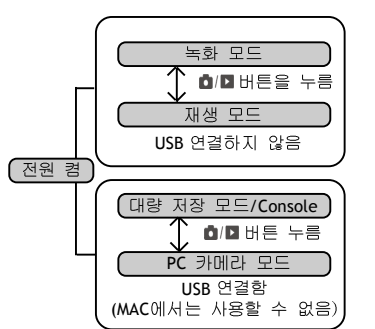 녹화 모드
/ 버튼을 누름
재생 모드
USB 연결하지 않음
전원 켬
대량 저장 모드/Console
/ 버튼 누름
PC 카메라 모드
USB 연결함
(MAC에서는 사용할 수 없음)